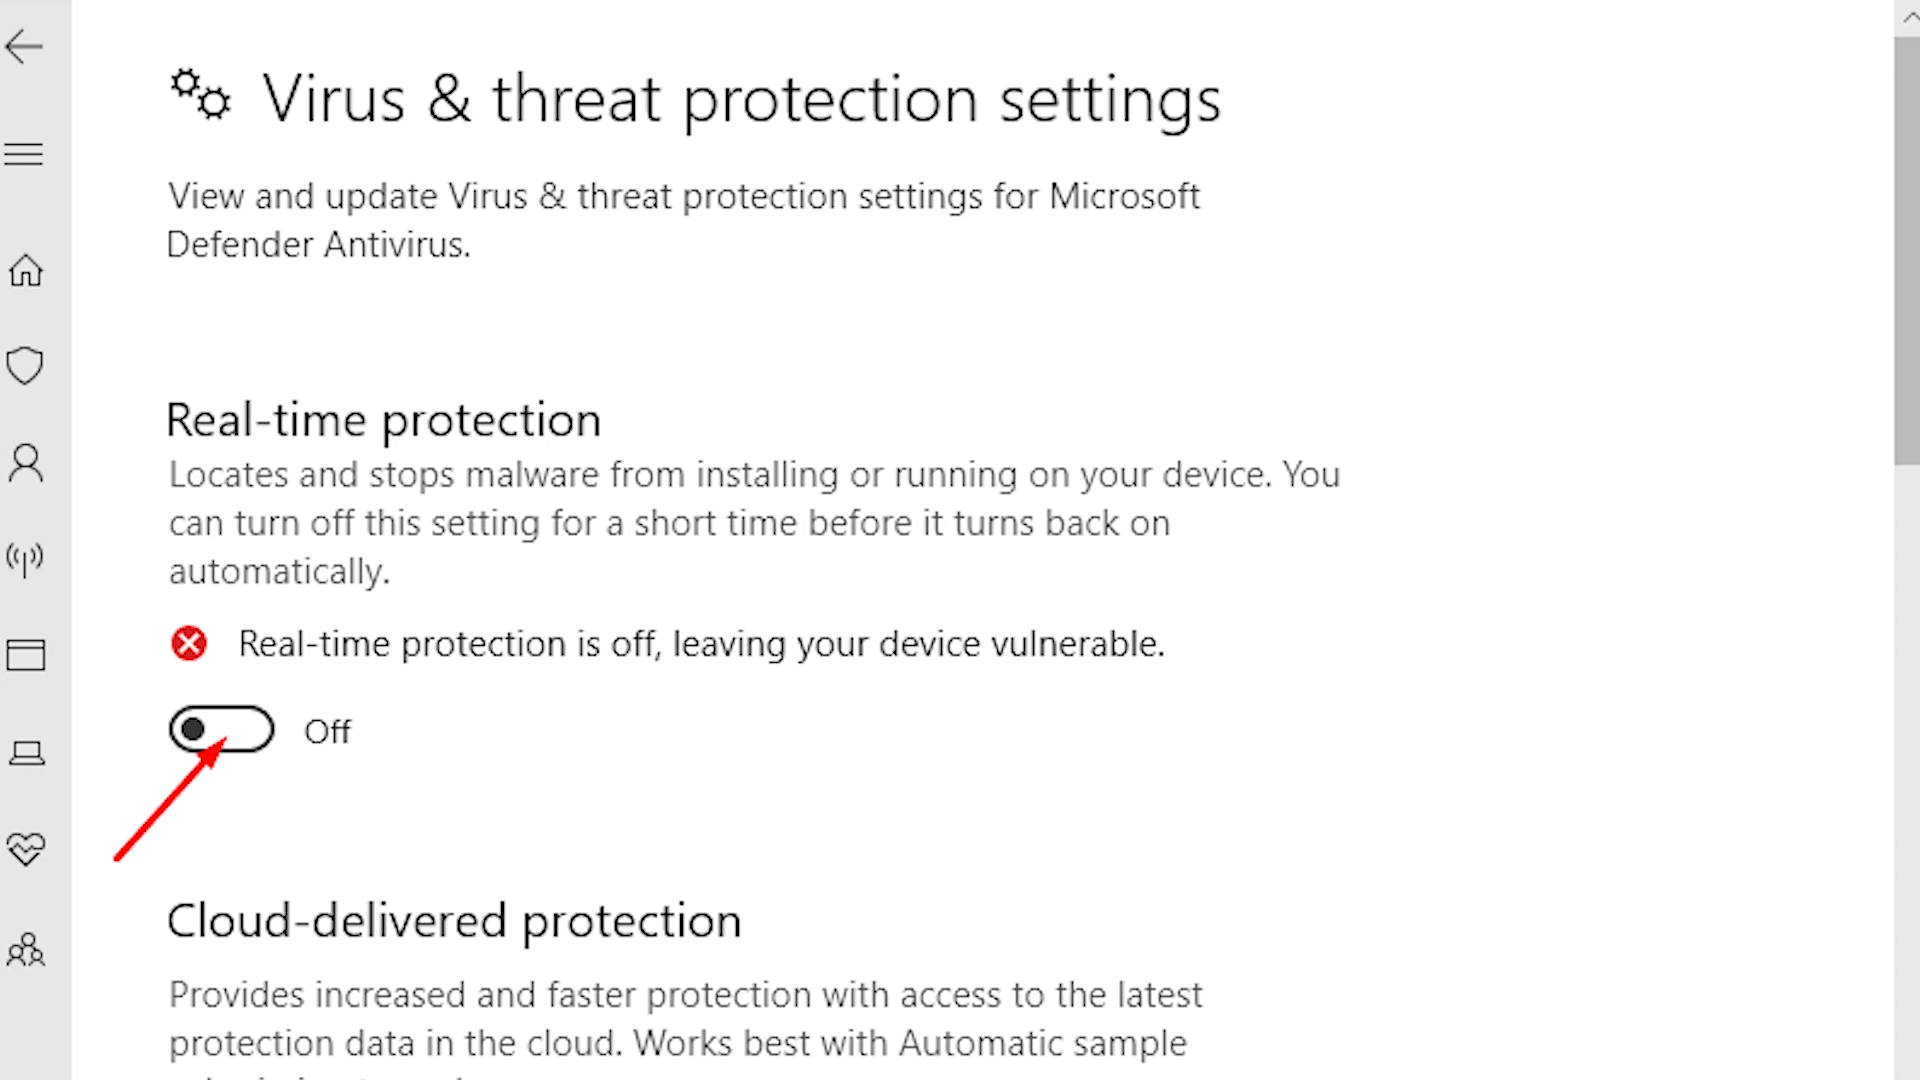 Virus & threat protection settings
View and update Virus & threat protection settings for Microsoft
Defender Antivirus.
Real-time protection
Locates and stops malware from installing or running on your device. You
can turn off this setting for a short time before it turns back on
automatically.
Real-time protection is off, leaving your device vulnerable.
Off
Cloud-delivered protection
Provides increased and faster protection with access to the latest
protection data in the cloud. Works best with Automatic sample